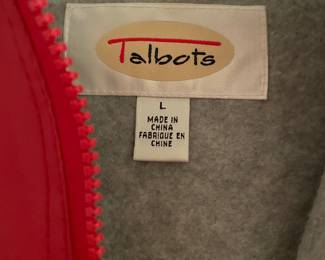 Talbots
L
MADE IN
CHINA
FABRIQUE EN
CHINE